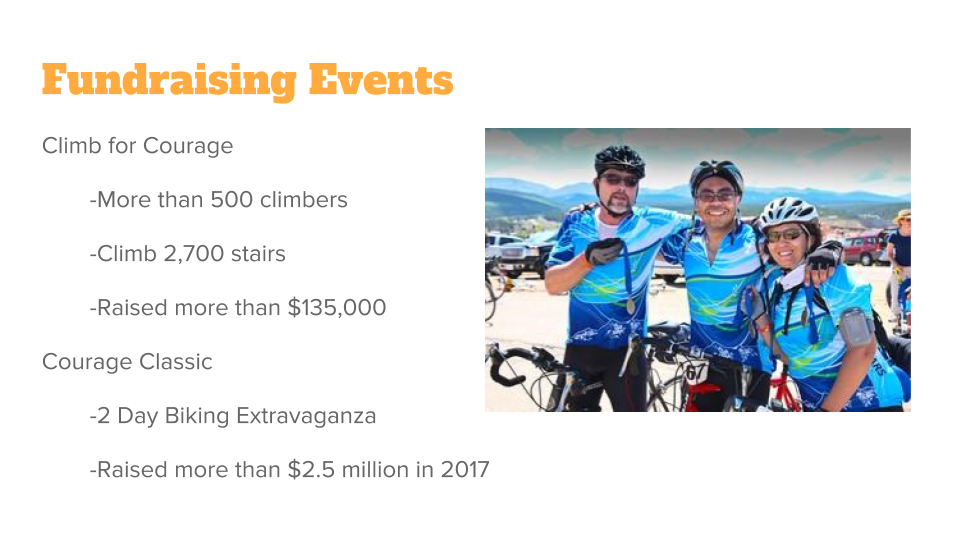 Fundraising Events
Climb for Courage
-More than 500 climbers
-Climb 2,700 stairs
-Raised more than $135,000
Courage Classic
-2 Day Biking Extravaganza
-Raised more than $2.5 million in 2017
67